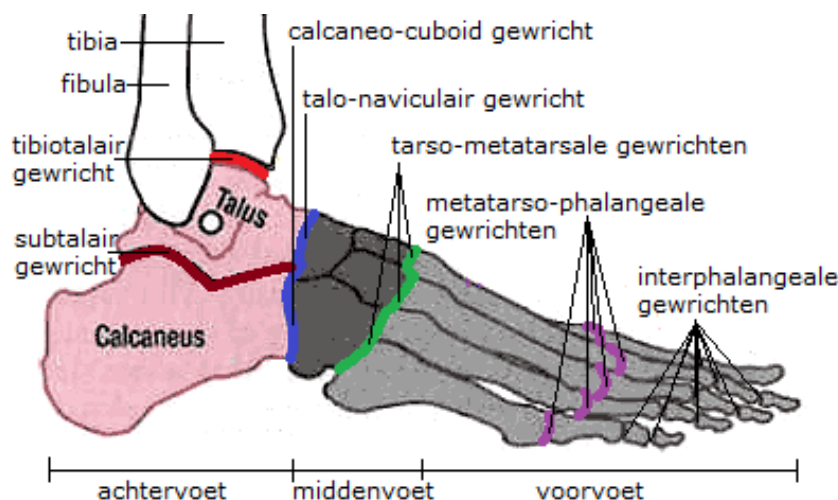 tibia
fibula
tibiotalair
gewricht
subtalair
gewricht
calcaneo-cuboid gewricht
talo-naviculair gewricht
tarso-metatarsale gewrichten
metatarso-phalangeale
gewrichten
interphalangeale
gewrichten
Talus
Calcaneus
achtervoet
middenvoet
voorvoet